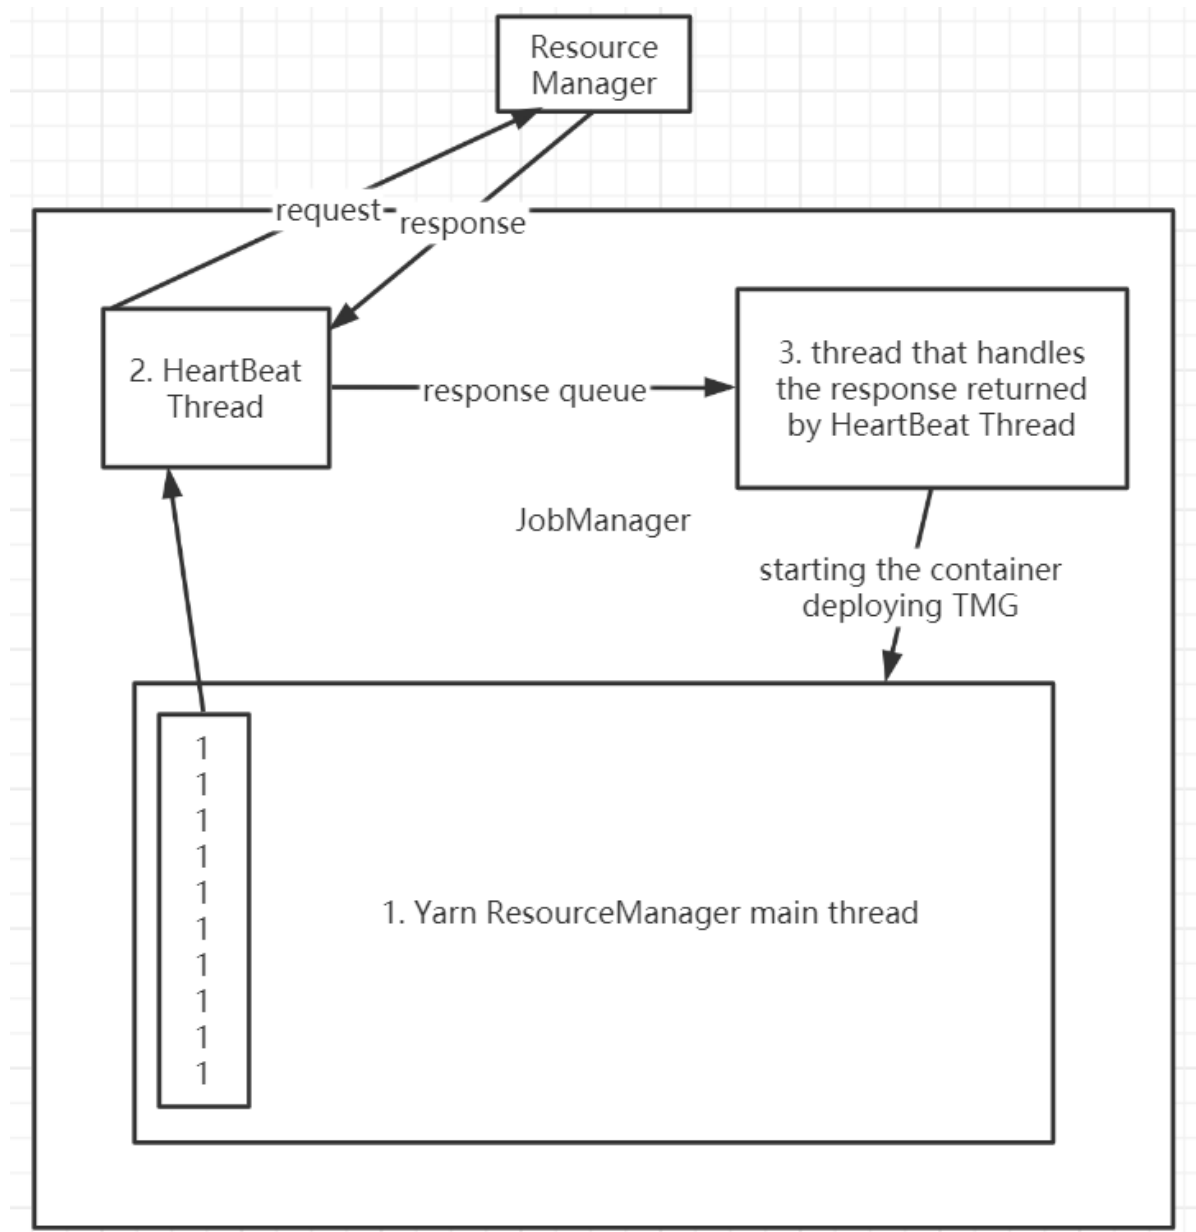 Resource
Manager
request
response
2. HeartBeat
Thread
response queue
3. thread that handles
the response returned
by HeartBeat Thread
JobManager
starting the container
deploying TMG
1
1
1
1
1
1
1
1
1
1
1. Yarn ResourceManager main thread